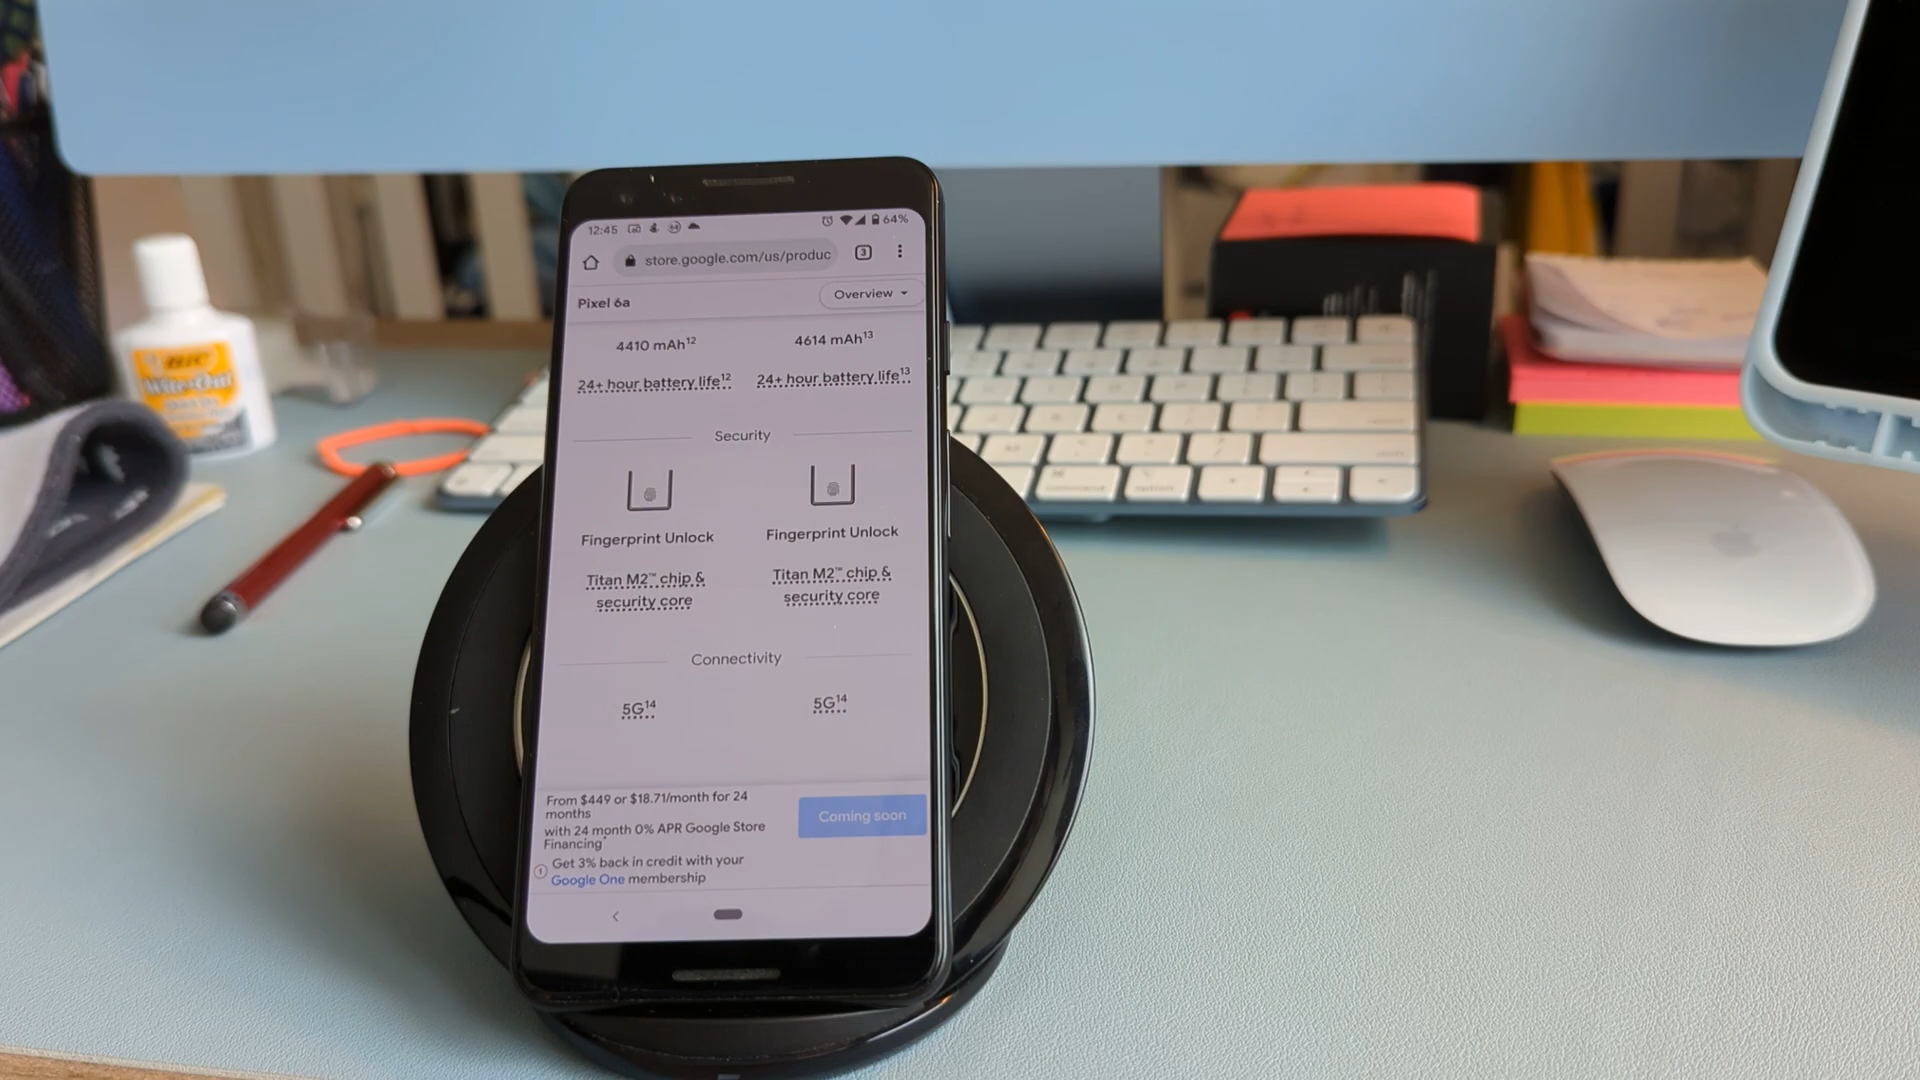 12:45 64%
store.google.com/us/produc 3
Pixel 6a Overview
4410 mAh12 4614 mAh13
24+ hour battery life12 24+ hour battery life13
Security
Fingerprint Unlock Fingerprint Unlock
Titan M2™ chip & Titan M2™ chip &
security core security core
Connectivity
5G14 5G14
From $449 or $18.71/month for 24
months
with 24 month 0% APR Google Store
Financing*
Coming soon
Get 3% back in credit with your
Google One membership
BIC
Wite-Out
command option